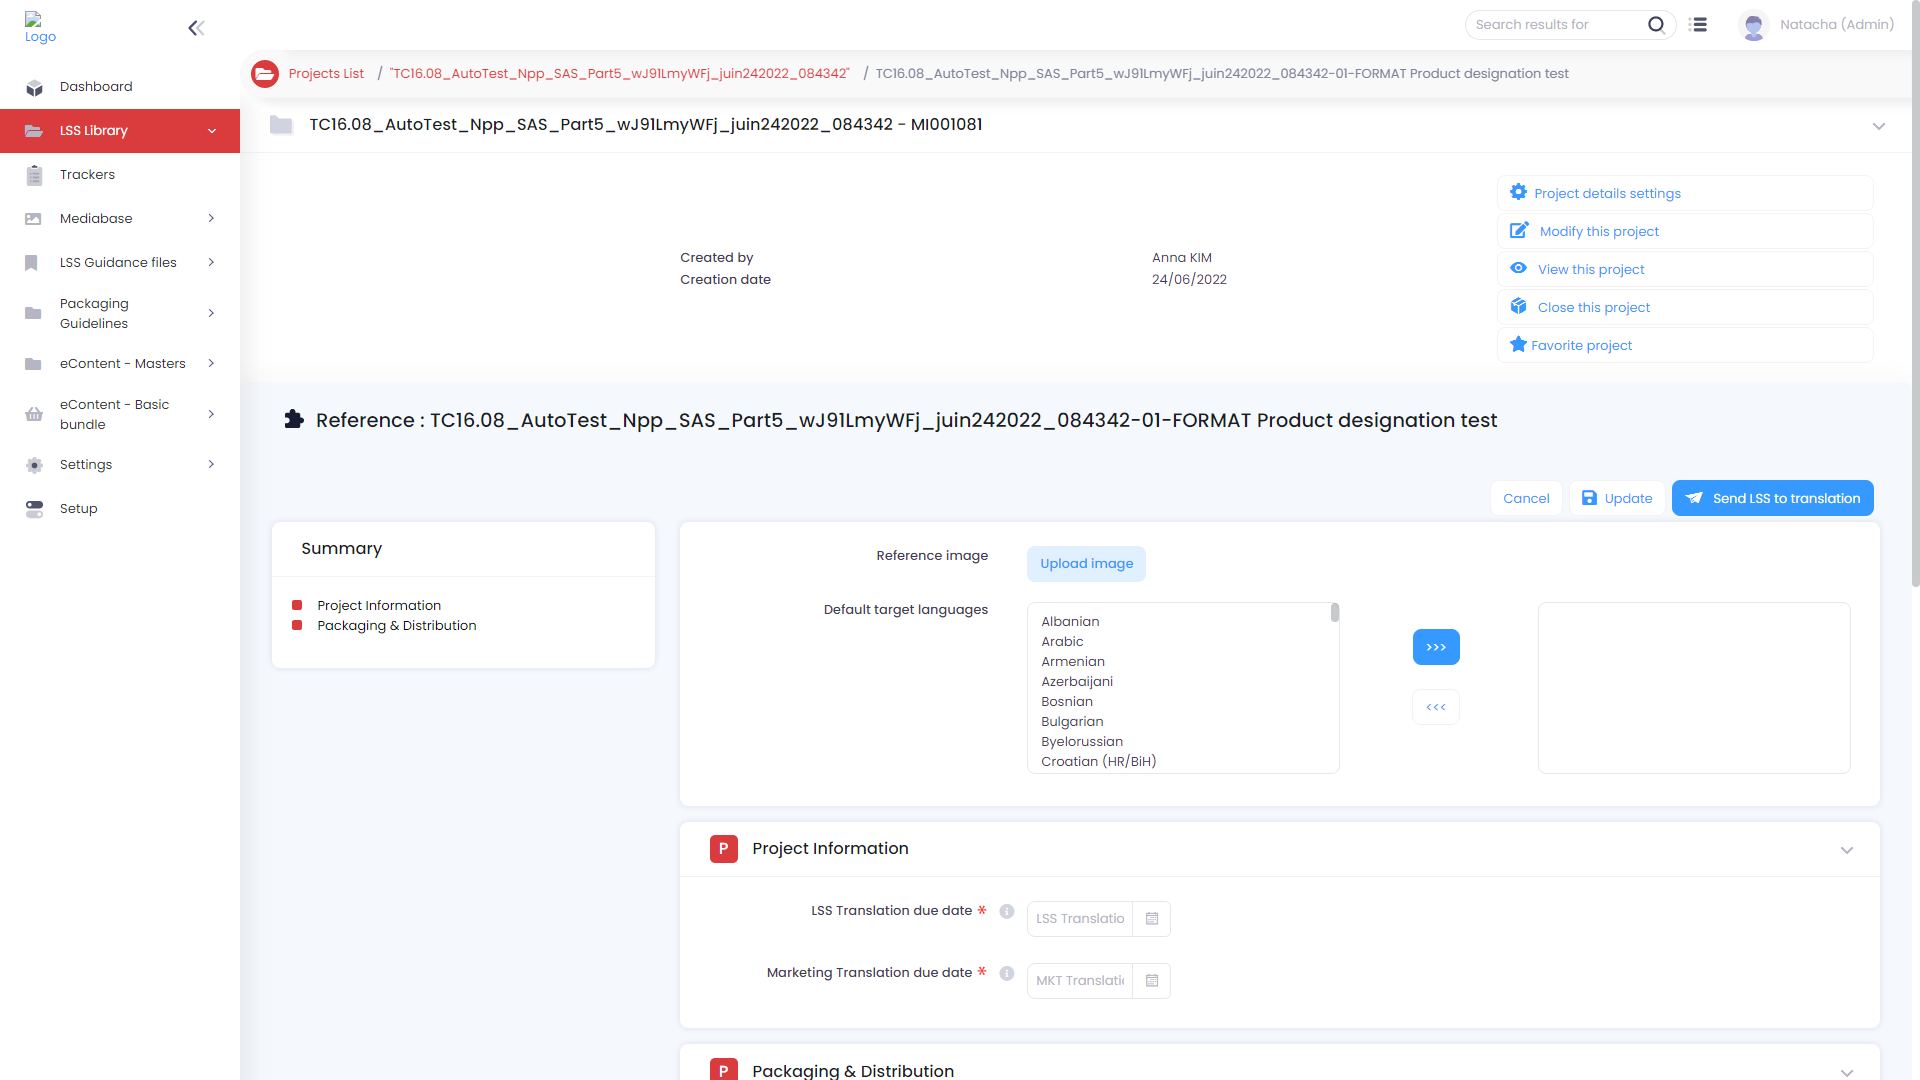 Logo
Dashboard
LSS Library
Trackers
Mediabase
LSS Guidance files
Packaging
Guidelines
eContent - Masters
eContent - Basic
bundle
Settings
Setup
Search results for
Natacha (Admin)
Projects List / "TC16.08_AutoTest_Npp_SAS_Part5_wJ91LmyWFj_juin242022_084342" / TC16.08_AutoTest_Npp_SAS_Part5_wJ91LmyWFj_juin242022_084342-01-FORMAT Product designation test
TC16.08_AutoTest_Npp_SAS_Part5_wJ91LmyWFj_juin242022_084342 - MI001081
Created by Anna KIM
Creation date 24/06/2022
Project details settings
Modify this project
View this project
Close this project
Favorite project
Reference : TC16.08_AutoTest_Npp_SAS_Part5_wJ91LmyWFj_juin242022_084342-01-FORMAT Product designation test
Cancel Update Send LSS to translation
Summary
Project Information
Packaging & Distribution
Reference image Upload image
Default target languages
Albanian
Arabic
Armenian
Azerbaijani
Bosnian
Bulgarian
Byelorussian
Croatian (HR/BiH)
>>>
<<<
P Project Information
LSS Translation due date * LSS Translatio
Marketing Translation due date * MKT Translati
P Packaging & Distribution